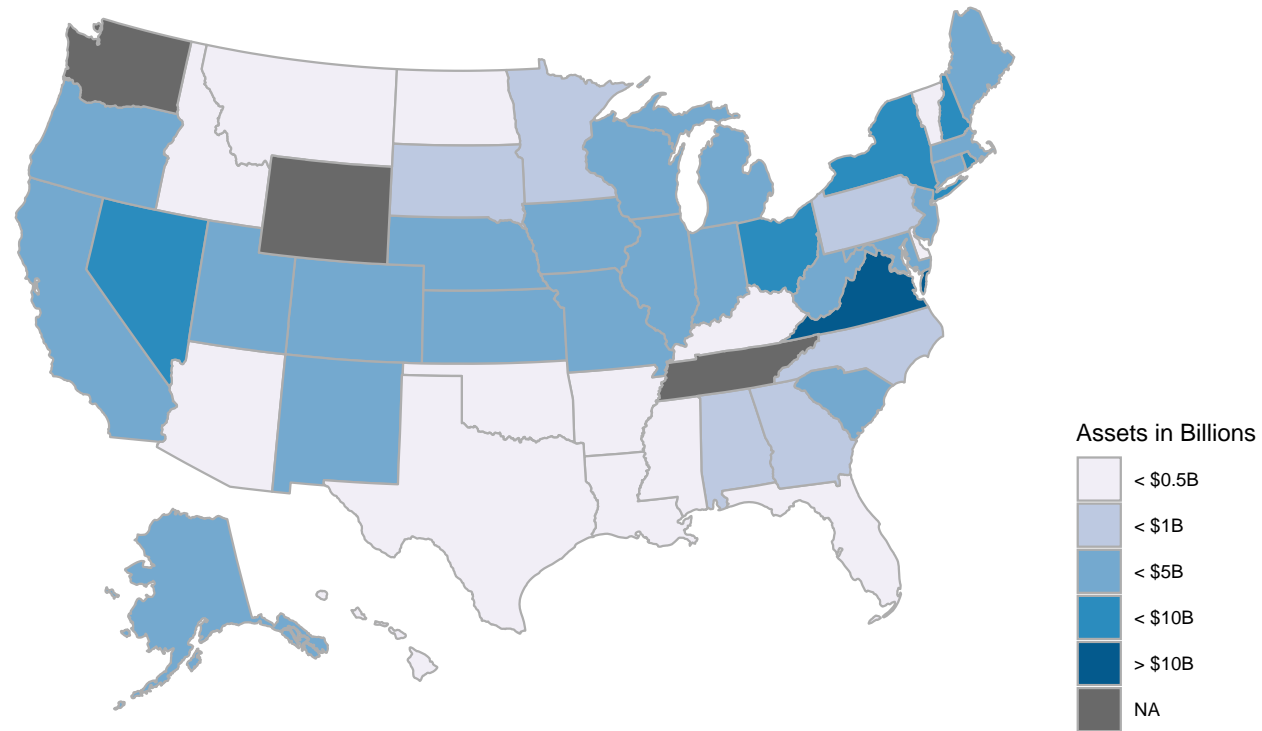 Assets in Billions
< $0.5B
< $1B
< $5B
< $10B
> $10B
NA